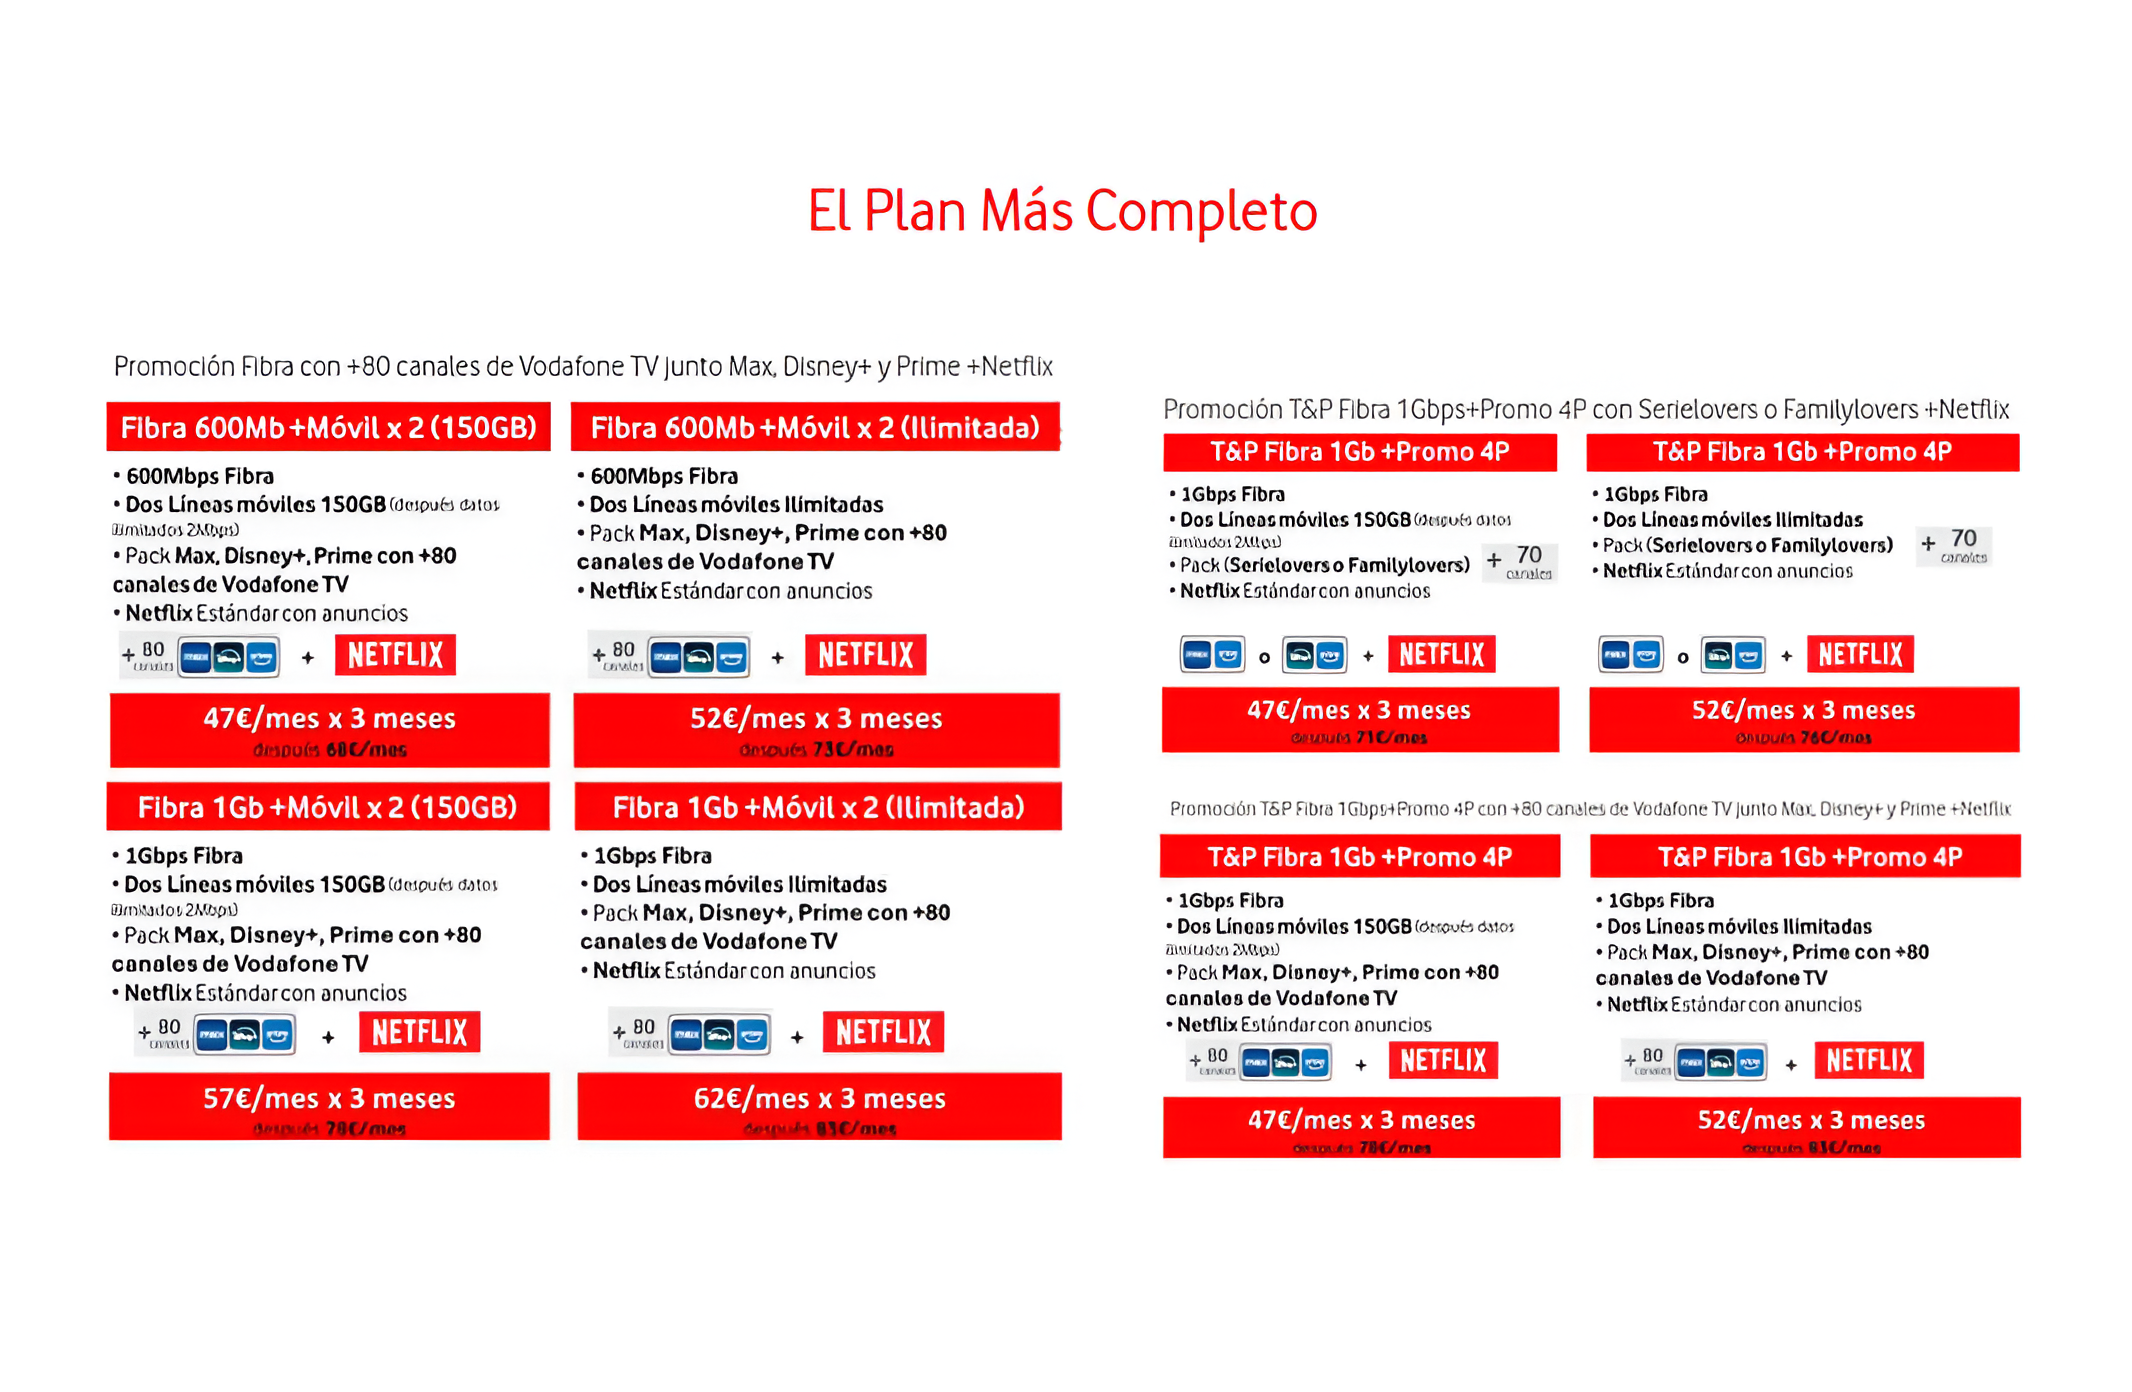 El Plan Más Completo
Promoción Fibra con +80 canales de Vodafone TV junto Max, Disney+ y Prime +Netflix
Fibra 600Mb +Móvil x 2 (150GB)
• 600Mbps Fibra
• Dos Líneas móviles 150GB (después datos
ilimitados 2Mbps)
• Pack Max, Disney+, Prime con +80
canales de Vodafone TV
• Netflix Estándar con anuncios
+ 80
canales
+
NETFLIX
47€/mes x 3 meses
después 68€/mes
Fibra 600Mb +Móvil x 2 (Ilimitada)
• 600Mbps Fibra
• Dos Líneas móviles Ilimitadas
• Pack Max, Disney+, Prime con +80
canales de Vodafone TV
• Netflix Estándar con anuncios
+ 80
canales
+
NETFLIX
52€/mes x 3 meses
después 73€/mes
Fibra 1Gb +Móvil x 2 (150GB)
• 1Gbps Fibra
• Dos Líneas móviles 150GB (después datos
ilimitados 2Mbps)
• Pack Max, Disney+, Prime con +80
canales de Vodafone TV
• Netflix Estándar con anuncios
+ 80
canales
+
NETFLIX
57€/mes x 3 meses
después 78€/mes
Fibra 1Gb +Móvil x 2 (Ilimitada)
• 1Gbps Fibra
• Dos Líneas móviles Ilimitadas
• Pack Max, Disney+, Prime con +80
canales de Vodafone TV
• Netflix Estándar con anuncios
+ 80
canales
+
NETFLIX
62€/mes x 3 meses
después 83€/mes
Promoción T&P Fibra 1Gbps+Promo 4P con Serielovers o Familylovers +Netflix
T&P Fibra 1Gb +Promo 4P
• 1Gbps Fibra
• Dos Líneas móviles 150GB (después datos
ilimitados 2Mbps)
• Pack (Serielovers o Familylovers)
+ 70
canales
• Netflix Estándar con anuncios
o
+
NETFLIX
47€/mes x 3 meses
después 71€/mes
T&P Fibra 1Gb +Promo 4P
• 1Gbps Fibra
• Dos Líneas móviles Ilimitadas
• Pack (Serielovers o Familylovers)
+ 70
canales
• Netflix Estándar con anuncios
o
+
NETFLIX
52€/mes x 3 meses
después 76€/mes
Promoción T&P Fibra 1Gbps+Promo 4P con +80 canales de Vodafone TV junto Max, Disney+ y Prime +Netflix
T&P Fibra 1Gb +Promo 4P
• 1Gbps Fibra
• Dos Líneas móviles 150GB (después datos
ilimitados 2Mbps)
• Pack Max, Disney+, Prime con +80
canales de Vodafone TV
• Netflix Estándar con anuncios
+ 80
canales
+
NETFLIX
47€/mes x 3 meses
después 78€/mes
T&P Fibra 1Gb +Promo 4P
• 1Gbps Fibra
• Dos Líneas móviles Ilimitadas
• Pack Max, Disney+, Prime con +80
canales de Vodafone TV
• Netflix Estándar con anuncios
+ 80
canales
+
NETFLIX
52€/mes x 3 meses
después 83€/mes